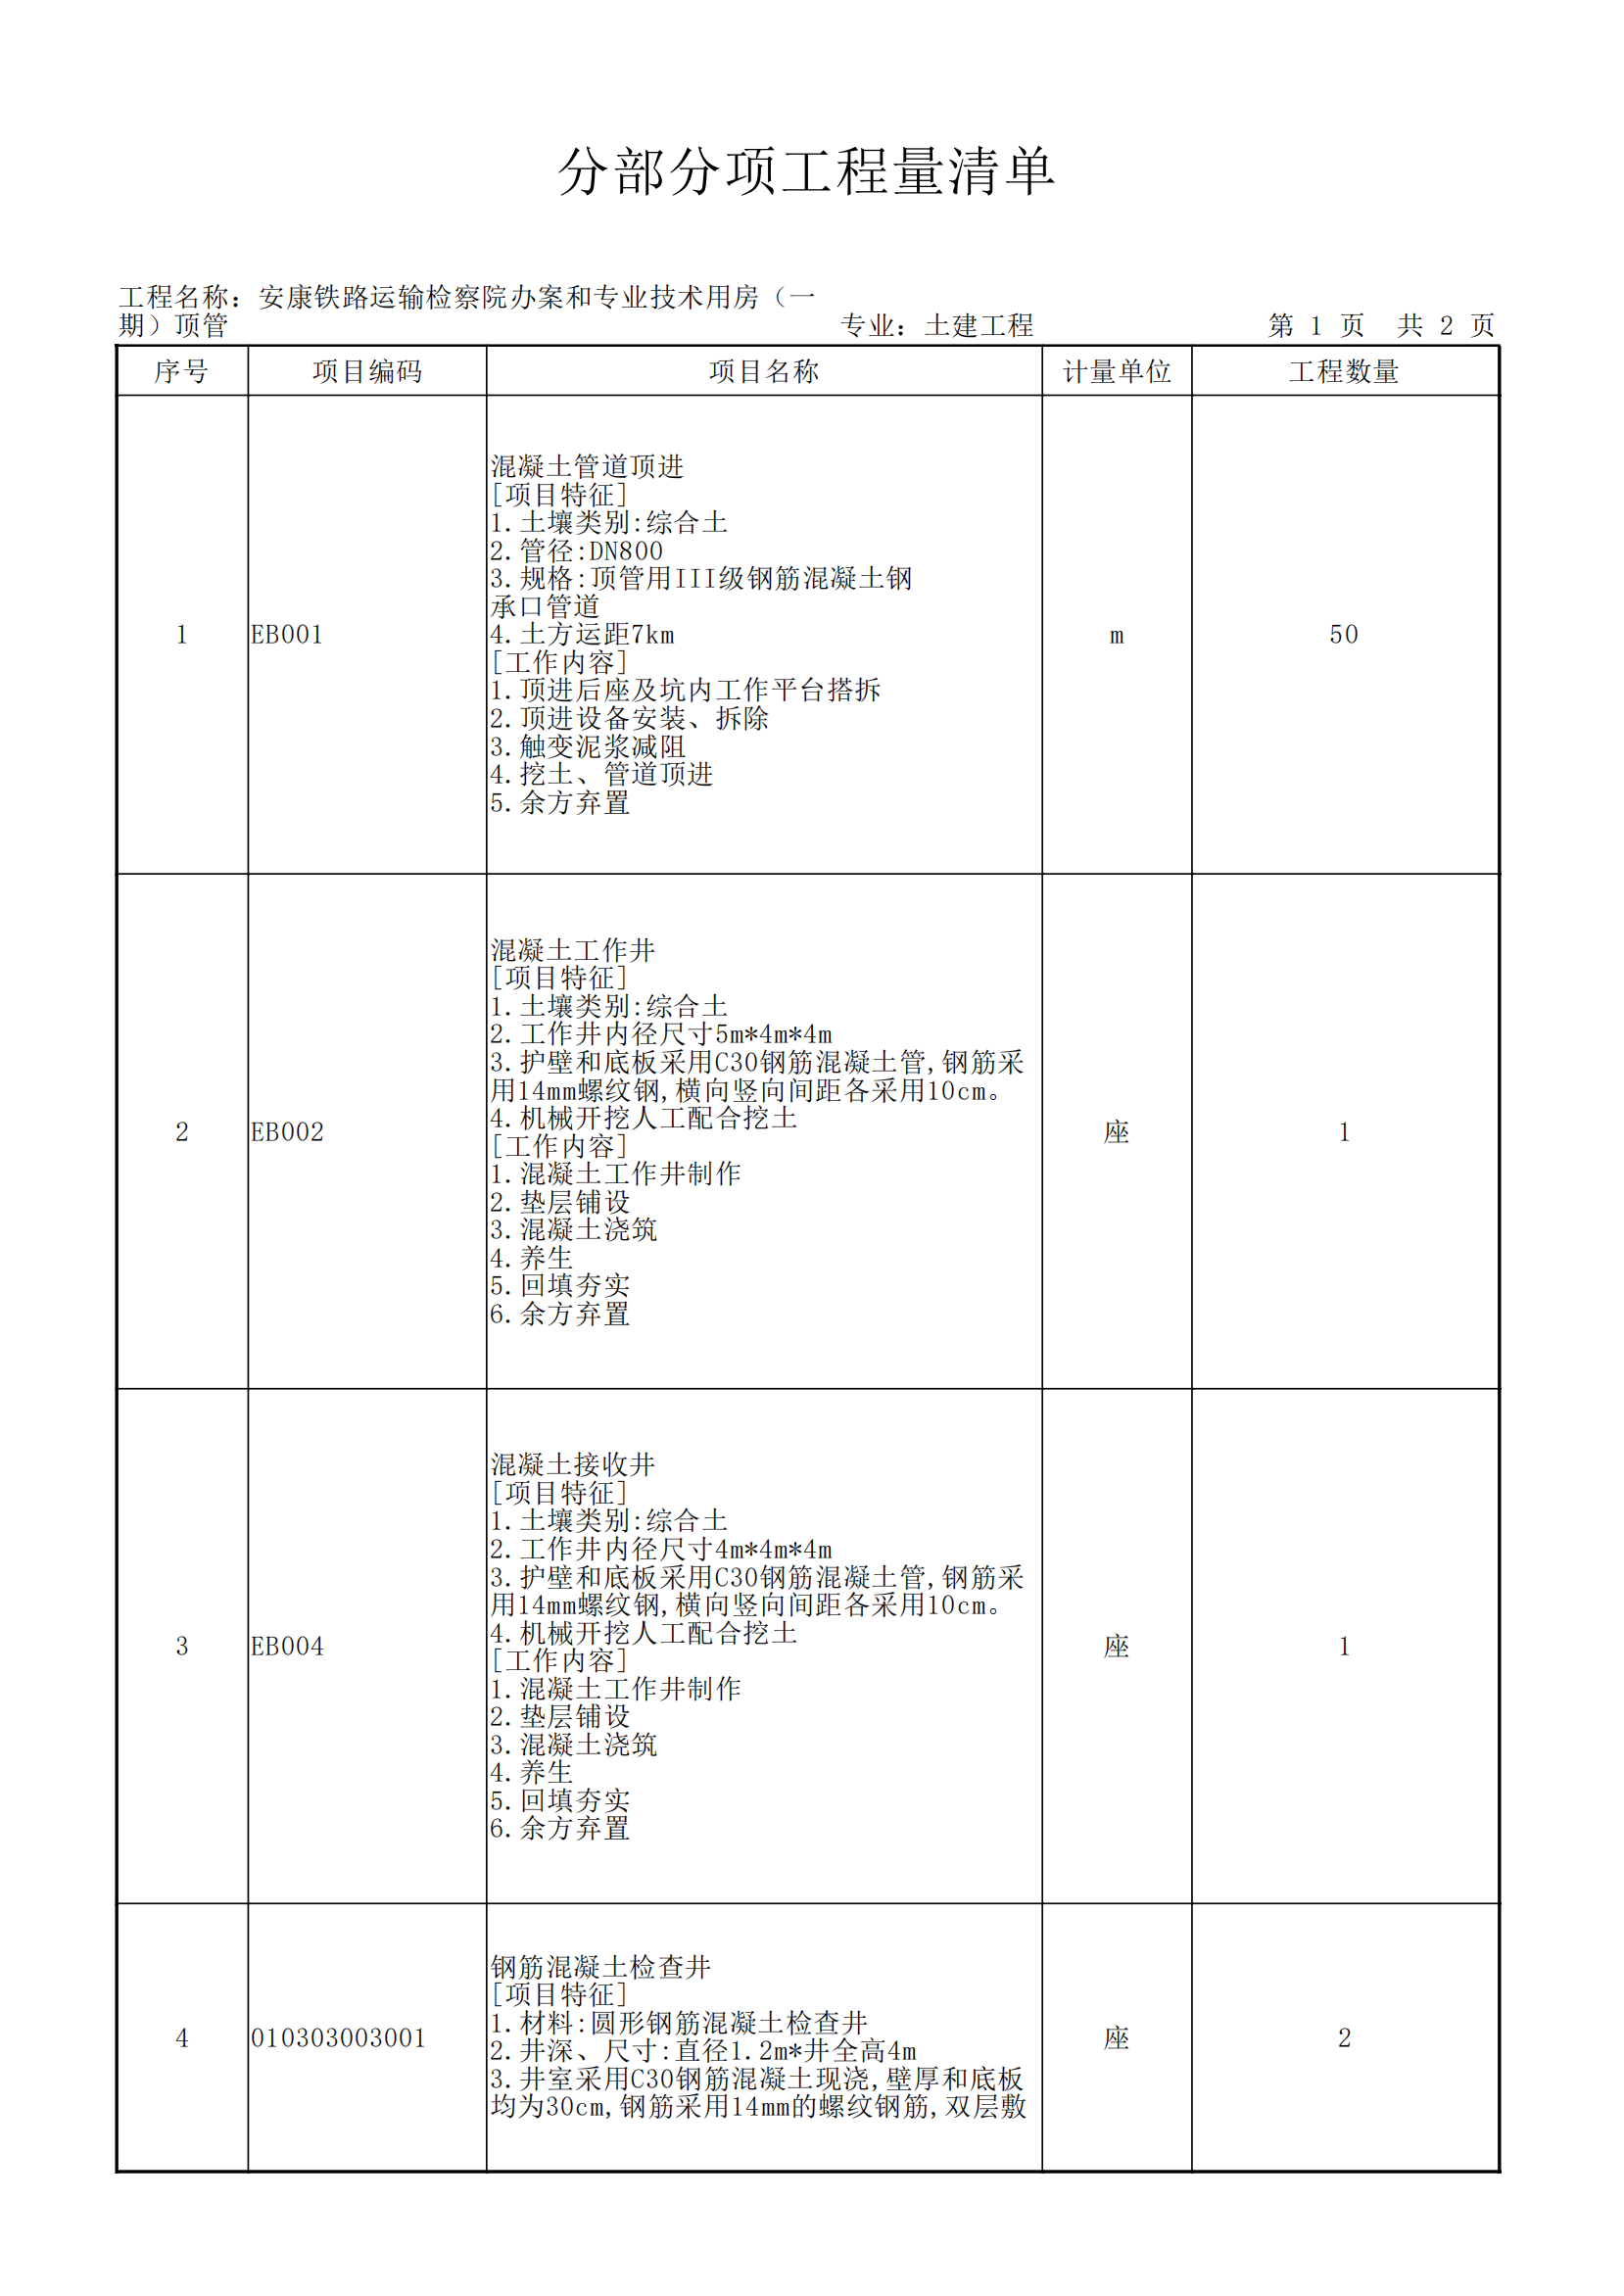 分部分项工程量清单
工程名称：安康铁路运输检察院办案和专业技术用房（一
期）顶管 专业：土建工程 第 1 页 共 2 页
序号 项目编码 项目名称 计量单位 工程数量
混凝土管道顶进
[项目特征]
1.土壤类别:综合土
2.管径:DN800
3.规格:顶管用III级钢筋混凝土钢
承口管道
1 EB001 4.土方运距7km m 50
[工作内容]
1.顶进后座及坑内工作平台搭拆
2.顶进设备安装、拆除
3.触变泥浆减阻
4.挖土、管道顶进
5.余方弃置
混凝土工作井
[项目特征]
1.土壤类别:综合土
2.工作井内径尺寸5m*4m*4m
3.护壁和底板采用C30钢筋混凝土管,钢筋采
用14mm螺纹钢,横向竖向间距各采用10cm。
4.机械开挖人工配合挖土
2 EB002 [工作内容] 座 1
1.混凝土工作井制作
2.垫层铺设
3.混凝土浇筑
4.养生
5.回填夯实
6.余方弃置
混凝土接收井
[项目特征]
1.土壤类别:综合土
2.工作井内径尺寸4m*4m*4m
3.护壁和底板采用C30钢筋混凝土管,钢筋采
用14mm螺纹钢,横向竖向间距各采用10cm。
4.机械开挖人工配合挖土
3 EB004 [工作内容] 座 1
1.混凝土工作井制作
2.垫层铺设
3.混凝土浇筑
4.养生
5.回填夯实
6.余方弃置
钢筋混凝土检查井
[项目特征]
1.材料:圆形钢筋混凝土检查井
4 010303003001 2.井深、尺寸:直径1.2m*井全高4m 座 2
3.井室采用C30钢筋混凝土现浇,壁厚和底板
均为30cm,钢筋采用14mm的螺纹钢筋,双层敷